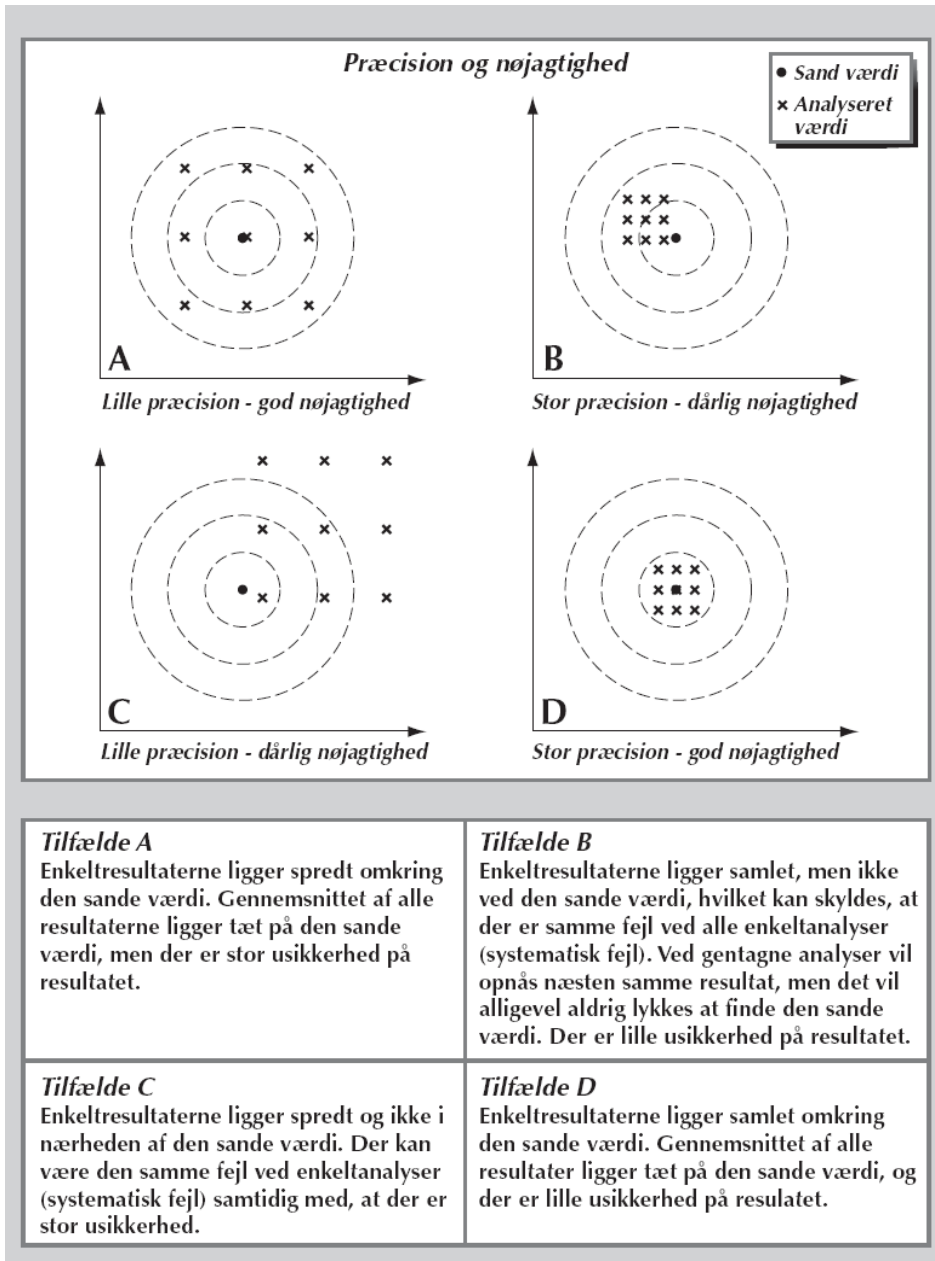 Præcision og nøjagtighed
Sand værdi
Analyseret
værdi
A
Lille præcision - god nøjagtighed
B
Stor præcision - dårlig nøjagtighed
C
Lille præcision - dårlig nøjagtighed
D
Stor præcision - god nøjagtighed
Tilfælde A
Enkeltresultaterne ligger spredt omkring
den sande værdi. Gennemsnittet af alle
resultaterne ligger tæt på den sande
værdi, men der er stor usikkerhed på
resultatet.
Tilfælde B
Enkeltresultaterne ligger samlet, men ikke
ved den sande værdi, hvilket kan skyldes, at
der er samme fejl ved alle enkeltanalyser
(systematisk fejl). Ved gentagne analyser vil
opnås næsten samme resultat, men det vil
alligevel aldrig lykkes at finde den sande
værdi. Der er lille usikkerhed på resultatet.
Tilfælde C
Enkeltresultaterne ligger spredt og ikke i
nærheden af den sande værdi. Der kan
være den samme fejl ved enkeltanalyser
(systematisk fejl) samtidig med, at der er
stor usikkerhed.
Tilfælde D
Enkeltresultaterne ligger samlet omkring
den sande værdi. Gennemsnittet af alle
resultater ligger tæt på den sande værdi, og
der er lille usikkerhed på resulatet.